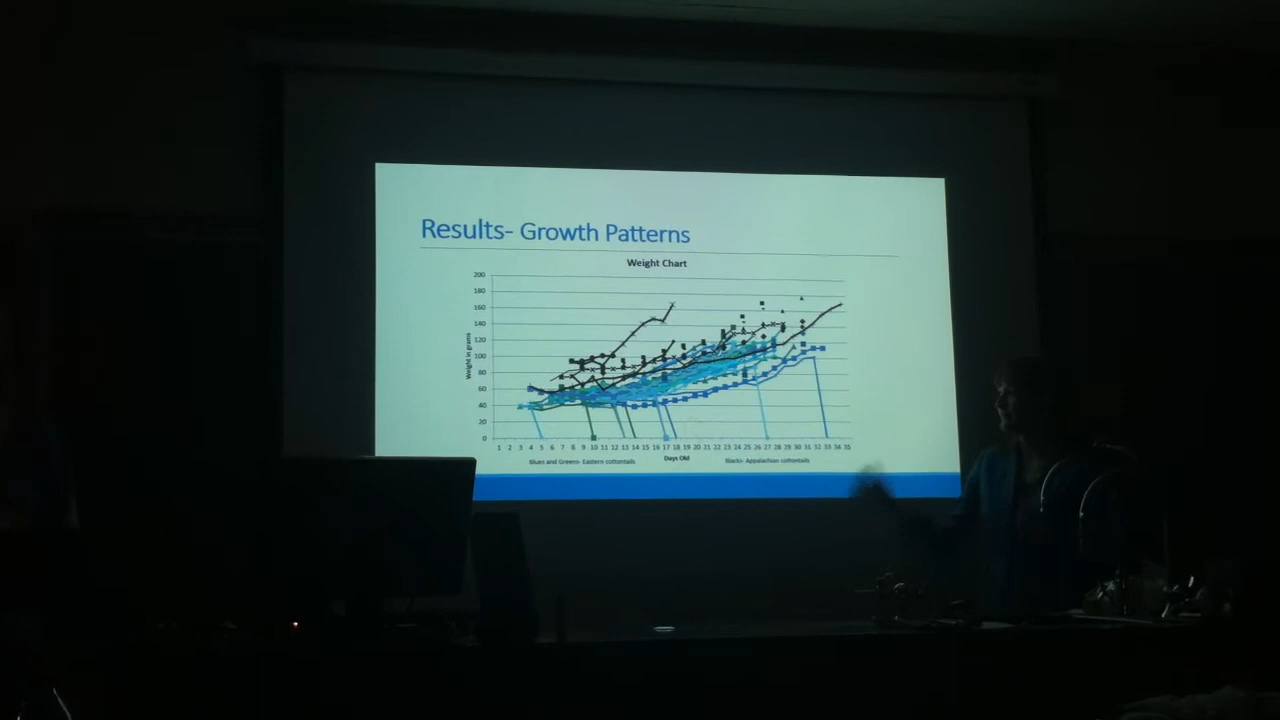 Results- Growth Patterns
Weight Chart
200
180
160
140
120
100
80
60
40
20
0
Weight in grams
1 2 3 4 5 6 7 8 9 10 11 12 13 14 15 16 17 18 19 20 21 22 23 24 25 26 27 28 29 30 31 32 33 34 35
Days Old
Blues and Greens- Eastern cottontails
Blacks- Appalachian cottontails